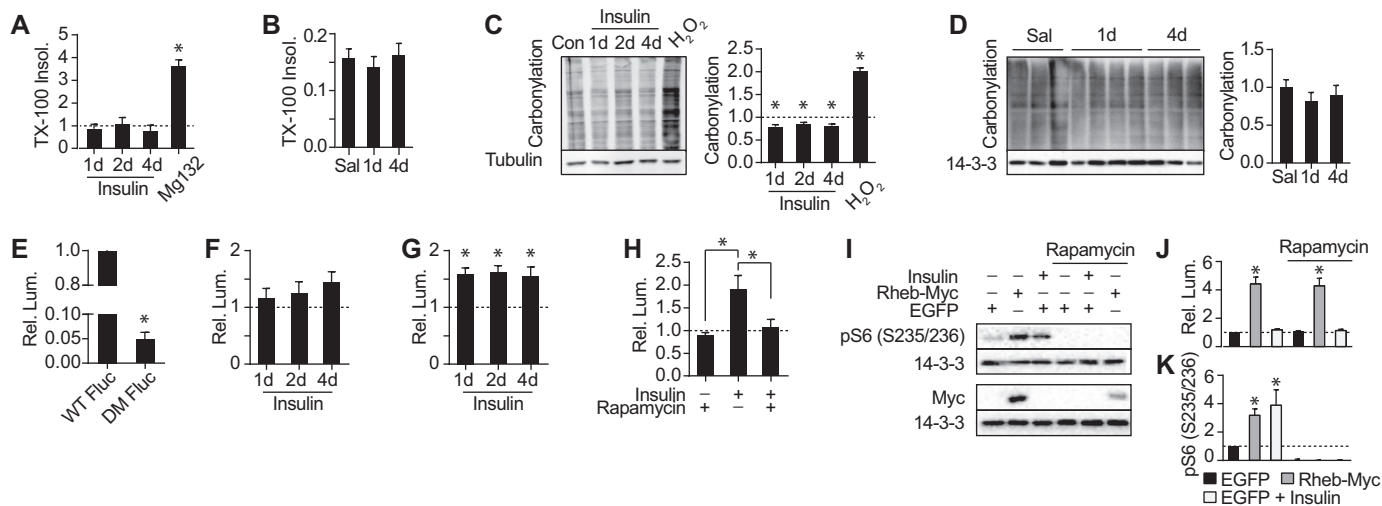 A
TX-100 Insol.
5
4
3
2
1
0
1d 2d 4d
Insulin
Mg132
*
B
TX-100 Insol.
0.2
0.1
0.0
Sal 1d 4d
C
Insulin
Con 1d 2d 4d H2O2
Carbonylation
Tubulin
Carbonylation
2.5
2.0
1.5
1.0
0.5
0.0
* * * *
1d 2d 4d
Insulin
H2O2
D
Sal 1d 4d
Carbonylation
14-3-3
Carbonylation
1.5
1.0
0.5
0.0
Sal 1d 4d
E
Rel. Lum.
1.0
0.8
0.10
0.05
0.00
*
WT Fluc
DM Fluc
F
Rel. Lum.
2
1
0
1d 2d 4d
Insulin
G
Rel. Lum.
2
1
0
* * *
1d 2d 4d
Insulin
H
Rel. Lum.
2.5
2.0
1.5
1.0
0.5
0.0
* *
Insulin – + +
Rapamycin + – +
I
Rapamycin
Insulin – – + – + –
Rheb-Myc – + – – – +
EGFP + – + + + –
pS6 (S235/236)
14-3-3
Myc
14-3-3
J
Rapamycin
Rel. Lum.
6
4
2
0
* *
K
pS6 (S235/236)
6
4
2
0
* *
EGFP Rheb-Myc
EGFP + Insulin